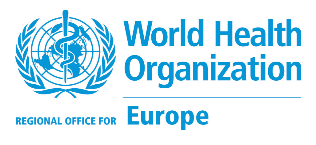 World Health
Organization
REGIONAL OFFICE FOR Europe